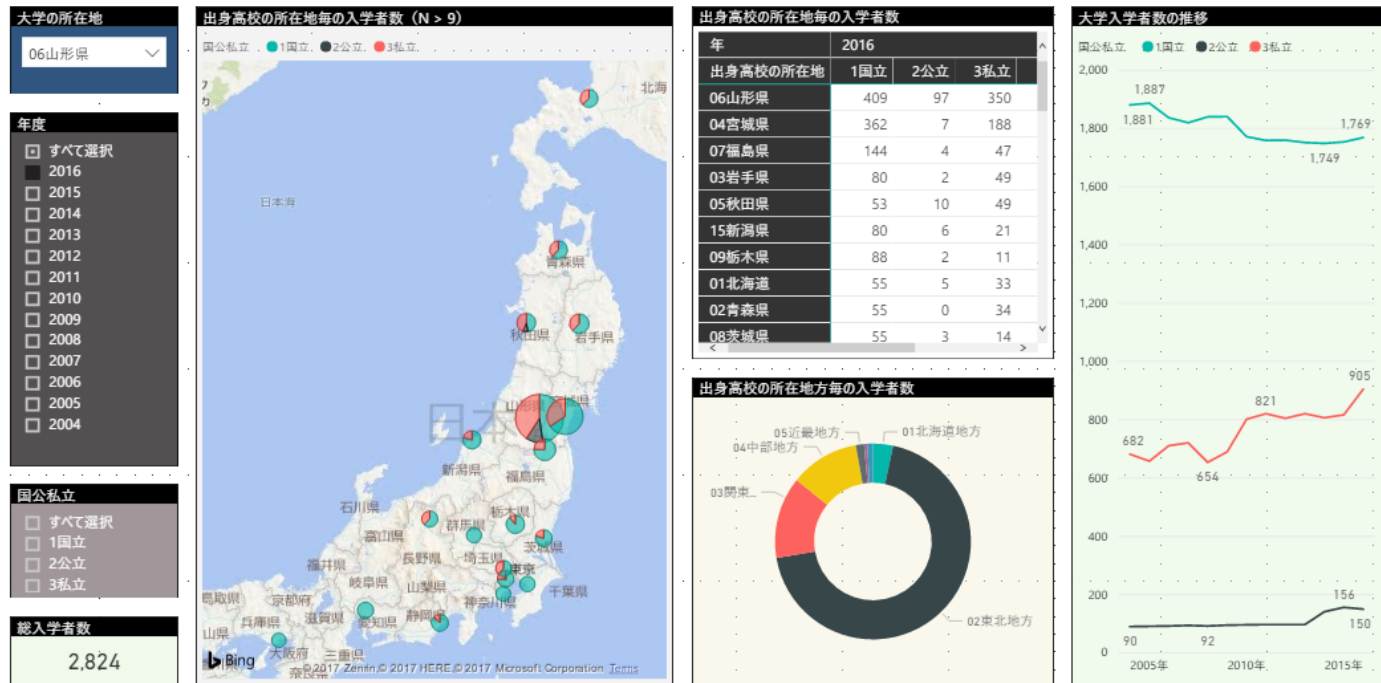 大学の所在地
06山形県
年度
すべて選択
2016
2015
2014
2013
2012
2011
2010
2009
2008
2007
2006
2005
2004
国公私立
すべて選択
1国立
2公立
3私立
総入学者数
2,824
出身高校の所在地毎の入学者数（N > 9）
国公私立 1国立 2公立 3私立
北海
日本海
青森県
秋田県
岩手県
日本
山形県
宮城県
新潟県
福島県
石川県
栃木県
群馬県
富山県
茨城県
長野県
埼玉県
福井県
東京
岐阜県
山梨県
千葉県
鳥取県
京都府
神奈川県
兵庫県
滋賀県
愛知県
静岡県
山県
大阪府
三重県
Bing
© 2017 Zenrin © 2017 HERE © 2017 Microsoft Corporation Terms
出身高校の所在地毎の入学者数
年 2016
出身高校の所在地 1国立 2公立 3私立
06山形県 409 97 350
04宮城県 362 7 188
07福島県 144 4 47
03岩手県 80 2 49
05秋田県 53 10 49
15新潟県 80 6 21
09栃木県 88 2 11
01北海道 55 5 33
02青森県 55 0 34
08茨城県 55 3 14
出身高校の所在地方毎の入学者数
05近畿地方
01北海道地方
04中部地方
03関東...
02東北地方
大学入学者数の推移
国公私立 1国立 2公立 3私立
2,000
1,887
1,881
1,800
1,769
1,749
1,600
1,400
1,200
1,000
905
821
800
682
654
600
400
200
156
150
90
92
0
2005年 2010年 2015年